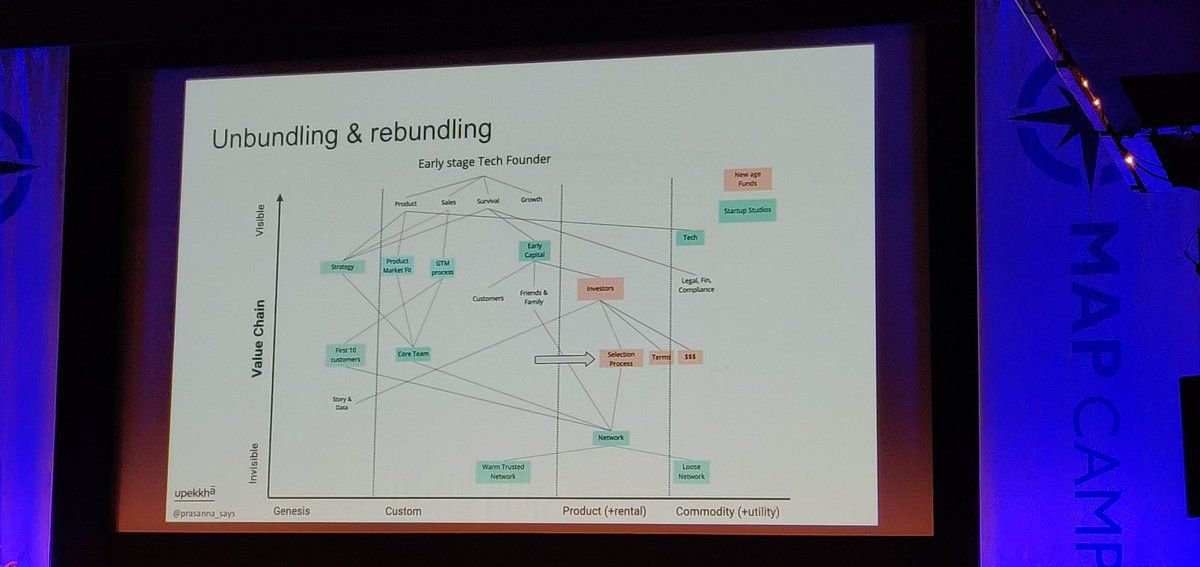 Unbundling & rebundling
Early stage Tech Founder
New age
Funds
Startup Studios
Visible
Product
Sales
Survival
Growth
Tech
Strategy
Product
Market Fit
GTM
process
Early
Capital
Customers
Friends &
Family
Investors
Legal, Fin,
Compliance
Value Chain
First 10
customers
Core Team
Selection
Process
Terms
$$$
Story &
Data
Network
Warm Trusted
Network
Loose
Network
Invisible
upekkhā
@prasanna_says
Genesis
Custom
Product (+rental)
Commodity (+utility)
MAP CAMP